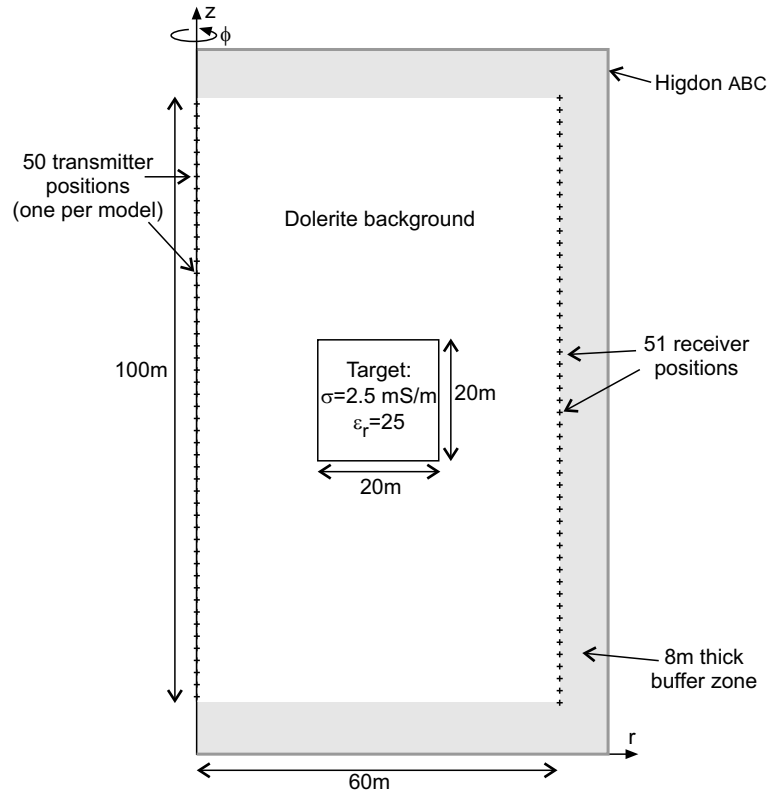 z
ϕ
Higdon ABC
50 transmitter
positions
(one per model)
Dolerite background
100m
Target:
σ=2.5 mS/m
εr=25
20m
20m
51 receiver
positions
8m thick
buffer zone
r
60m